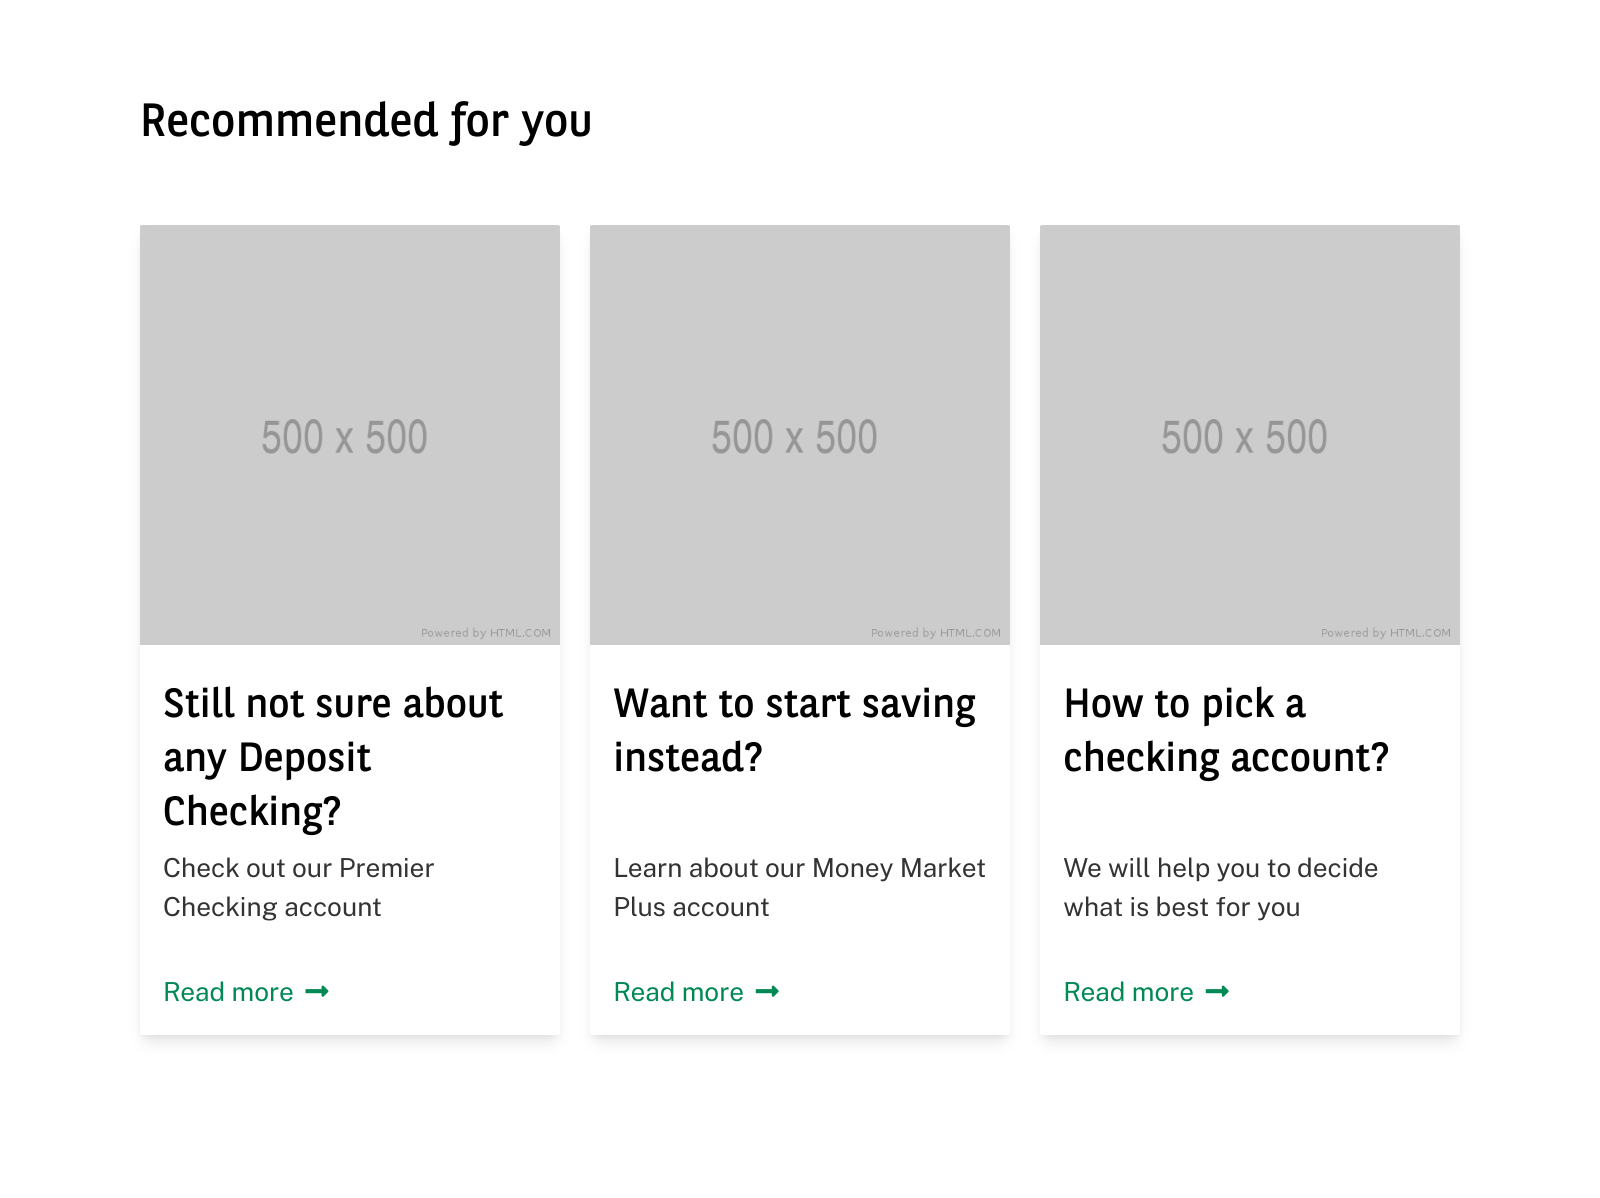 Recommended for you
500 x 500
Powered by HTML.COM
500 x 500
Powered by HTML.COM
500 x 500
Powered by HTML.COM
Still not sure about
any Deposit
Checking?
Check out our Premier
Checking account
Read more
Want to start saving
instead?
Learn about our Money Market
Plus account
Read more
How to pick a
checking account?
We will help you to decide
what is best for you
Read more